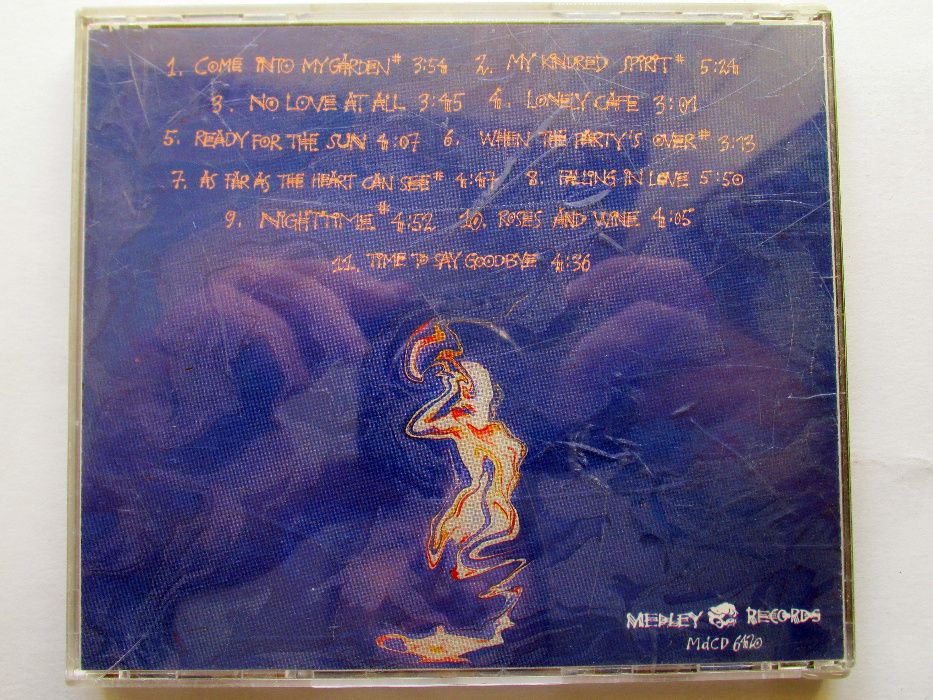 1. COME INTO MY GARDEN# 3:54 2. MY KINDRED SPIRIT# 5:24
3. NO LOVE AT ALL 3:45 4. LONELY CAFE 3:01
5. READY FOR THE SUN 4:07 6. WHEN THE PARTY'S OVER# 3:13
7. AS FAR AS THE HEART CAN SEE# 4:47 8. FALLING IN LOVE 5:50
9. NIGHTTIME# 4:52 10. ROSES AND WINE 4:05
11. TIME TO SAY GOODBYE 4:36
MEDLEY RECORDS
MdCD 6420